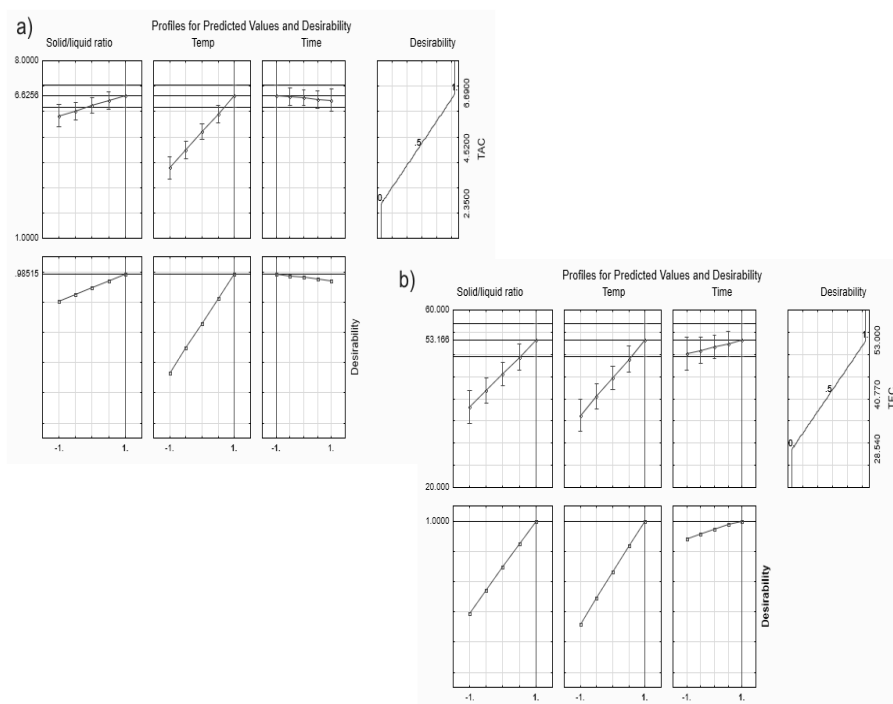 a)
Profiles for Predicted Values and Desirability
Solid/liquid ratio Temp Time Desirability
8.0000
6.6256
1.0000
1.
.5
0
6.6900
4.5200
2.3500
TAC
.98515
Desirability
-1. 1. -1. 1. -1. 1.
b)
Profiles for Predicted Values and Desirability
Solid/liquid ratio Temp Time Desirability
60.000
53.166
20.000
1.
.5
0
53.000
40.770
28.540
TFC
1.0000
Desirability
-1. 1. -1. 1. -1. 1.